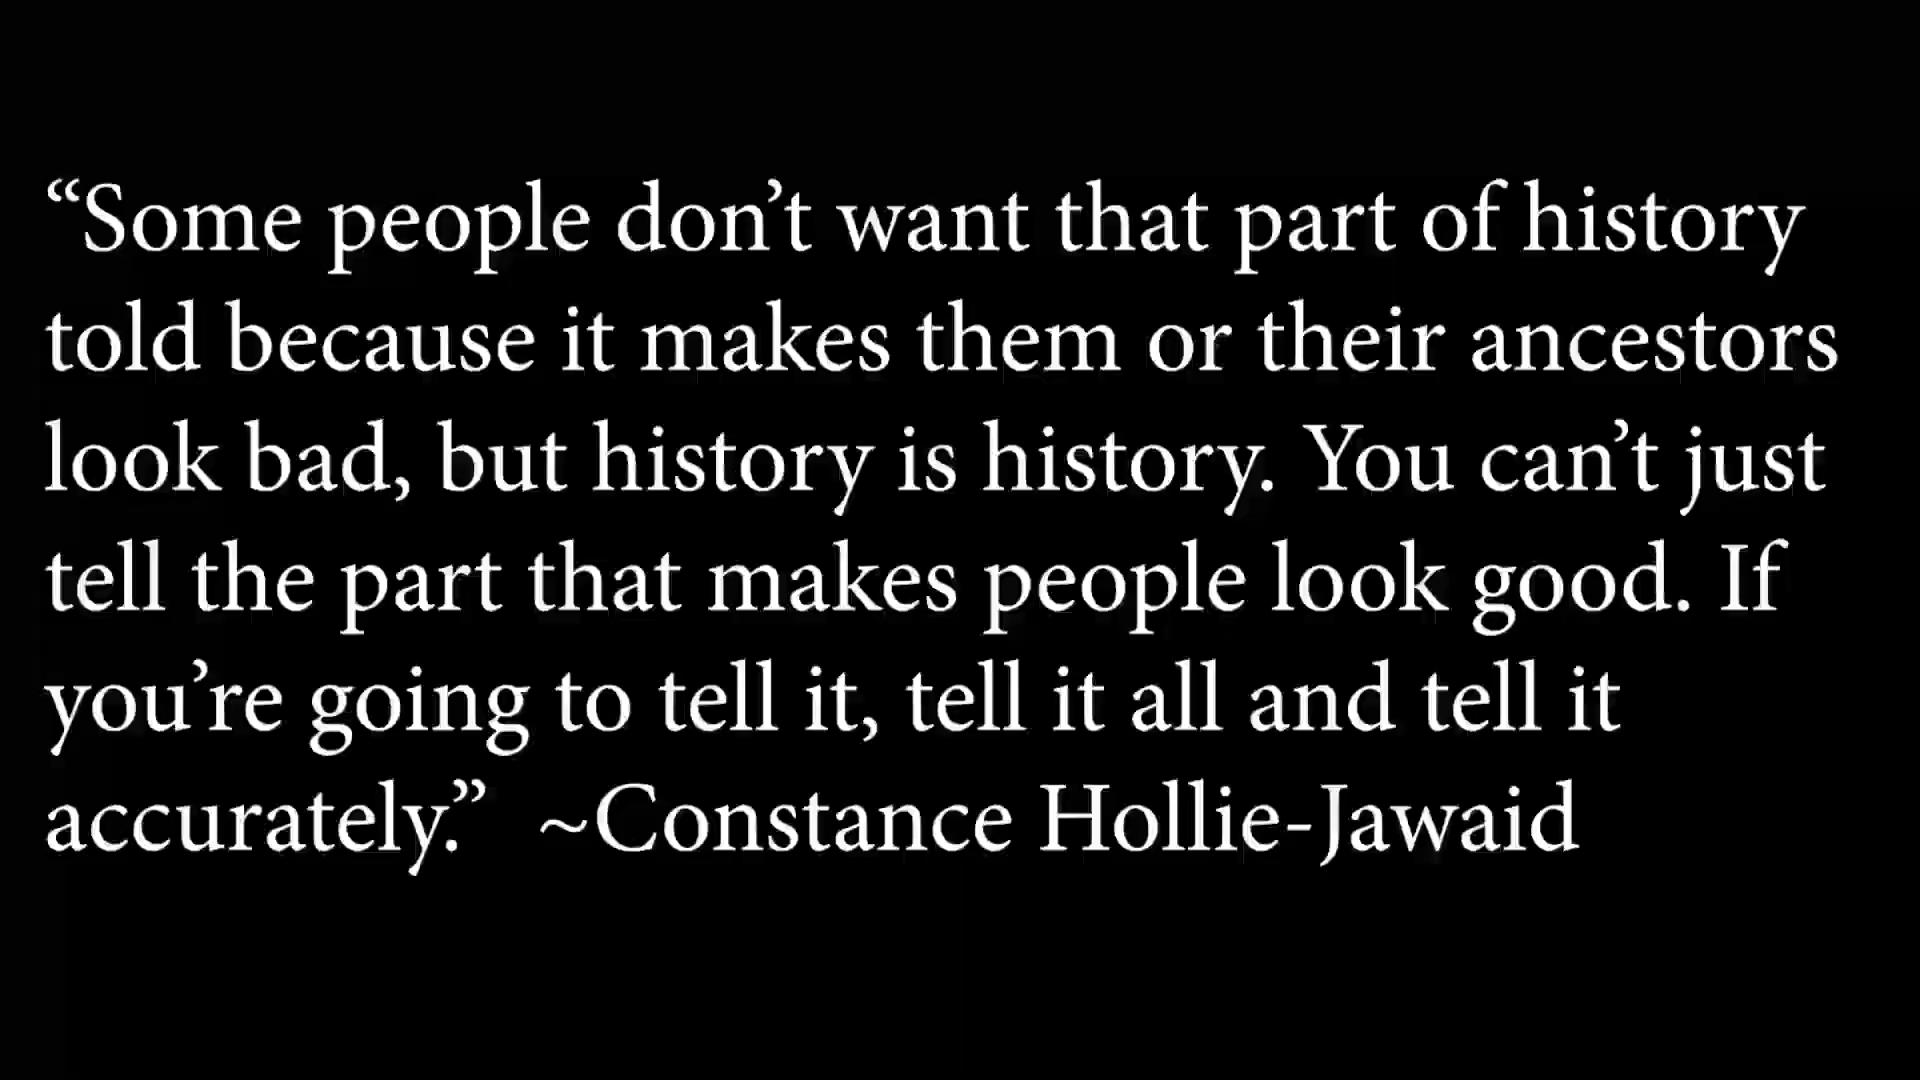 “Some people don’t want that part of history
told because it makes them or their ancestors
look bad, but history is history. You can’t just
tell the part that makes people look good. If
you’re going to tell it, tell it all and tell it
accurately.”  ~Constance Hollie-Jawaid